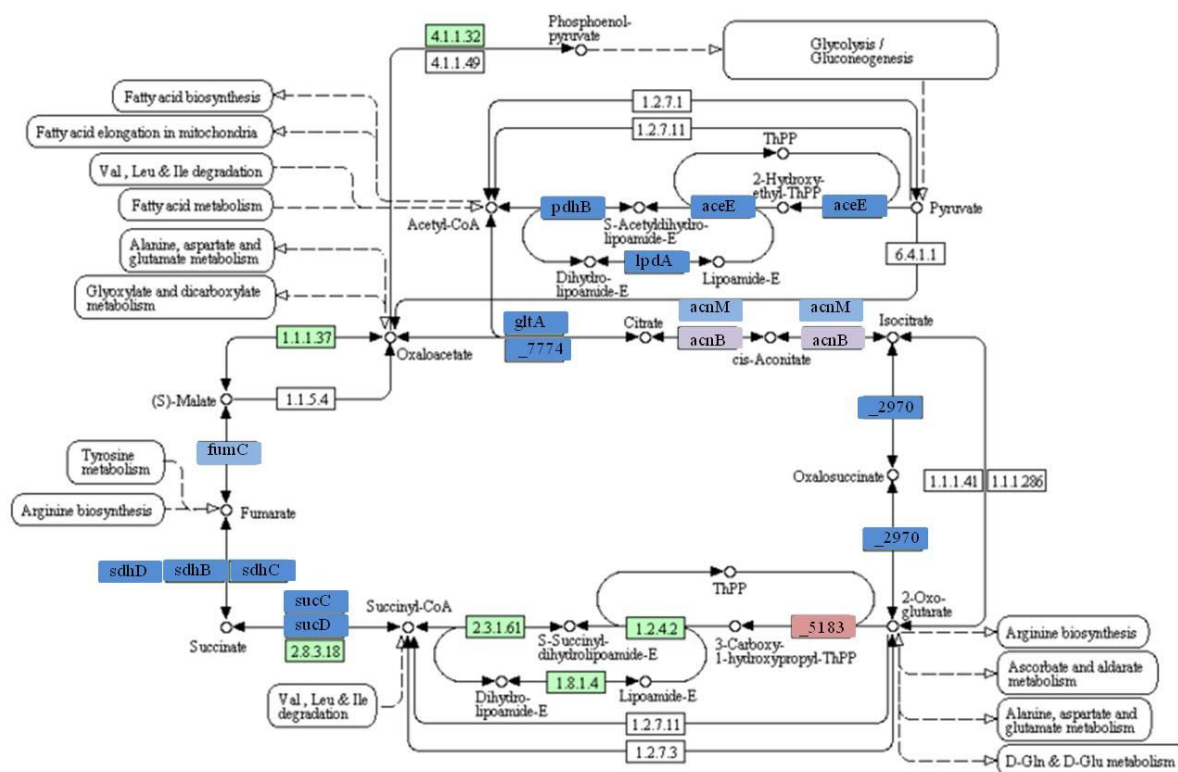 Phosphoenol-
pyruvate
4.1.1.32
4.1.1.49
Glycolysis /
Gluconeogenesis
Fatty acid biosynthesis
Fatty acid elongation in mitochondria
Val , Leu & Ile degradation
Fatty acid metabolism
Alanine, aspartate and
glutamate metabolism
Glyoxylate and dicarboxylate
metabolism
1.2.7.1
1.2.7.11
ThPP
2-Hydroxy-
ethyl-ThPP
pdhB
aceE
aceE
Acetyl-CoA
S-Acetyldihydro-
lipoamide-E
Pyruvate
lpdA
Dihydro-
lipoamide-E
Lipoamide-E
6.4.1.1
gltA
_7774
Citrate
acnM
acnB
cis-Aconitate
acnM
acnB
Isocitrate
1.1.1.37
Oxaloacetate
(S)-Malate
1.1.5.4
_2970
fumC
Tyrosine
metabolism
Arginine biosynthesis
Fumarate
Oxalosuccinate
1.1.1.41
1.1.1.286
_2970
sdhD
sdhB
sdhC
ThPP
2-Oxo-
glutarate
sucC
sucD
2.8.3.18
Succinate
Succinyl-CoA
2.3.1.61
S-Succinyl-
dihydrolipoamide-E
1.2.4.2
3-Carboxy-
1-hydroxypropyl-ThPP
_5183
Val, Leu & Ile
degradation
Dihydro-
lipoamide-E
1.8.1.4
Lipoamide-E
1.2.7.11
1.2.7.3
Arginine biosynthesis
Ascorbate and aldarate
metabolism
Alanine, aspartate and
glutamate metabolism
D-Gln & D-Glu metabolism